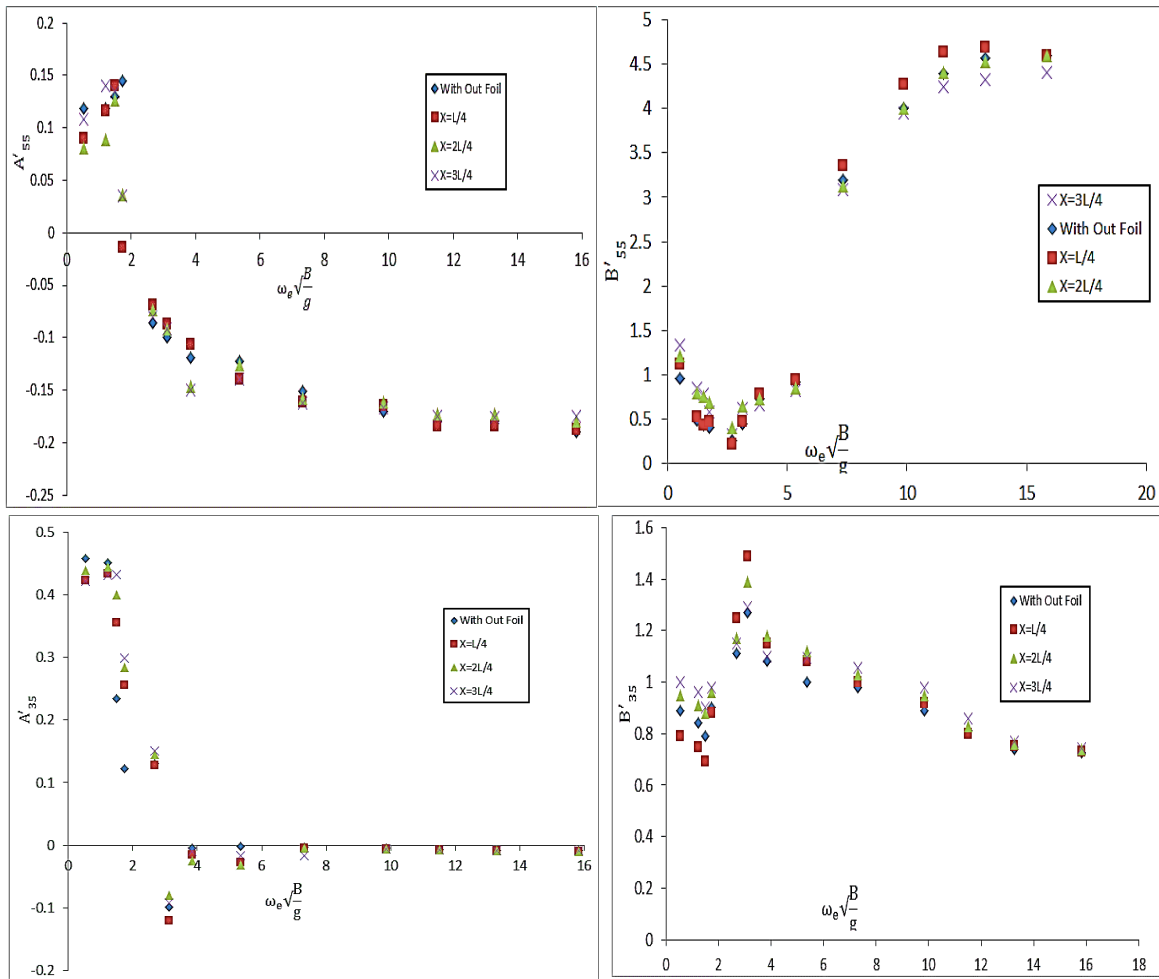 0.2
0.15
0.1
0.05
0
-0.05
-0.1
-0.15
-0.2
-0.25
A'55
0 2 4 6 8 10 12 14 16
ωe√B/g
With Out Foil
X=L/4
X=2L/4
X=3L/4
5
4.5
4
3.5
3
2.5
2
1.5
1
0.5
0
B'55
0 5 10 15 20
ωe√B/g
X=3L/4
With Out Foil
X=L/4
X=2L/4
0.5
0.4
0.3
0.2
0.1
0
-0.1
-0.2
A'35
0 2 4 6 8 10 12 14 16
ωe√B/g
With Out Foil
X=L/4
X=2L/4
X=3L/4
1.6
1.4
1.2
1
0.8
0.6
0.4
0.2
0
B'35
0 2 4 6 8 10 12 14 16 18
ωe√B/g
With Out Foil
X=L/4
X=2L/4
X=3L/4